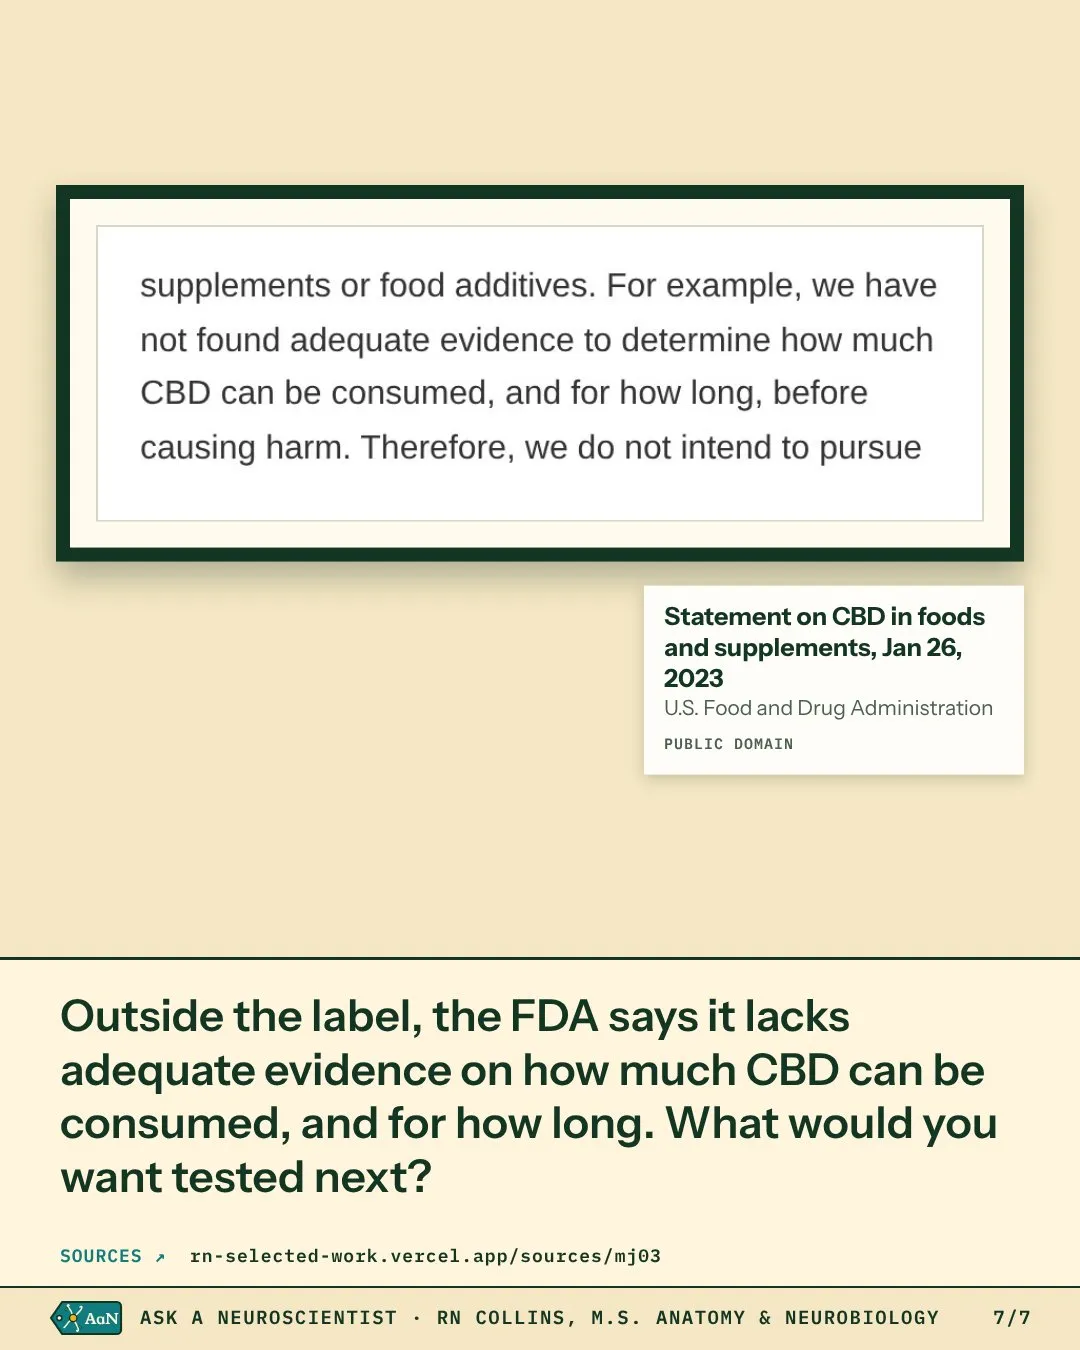 supplements or food additives. For example, we have
not found adequate evidence to determine how much
CBD can be consumed, and for how long, before
causing harm. Therefore, we do not intend to pursue
Statement on CBD in foods
and supplements, Jan 26,
2023
U.S. Food and Drug Administration
PUBLIC DOMAIN
Outside the label, the FDA says it lacks
adequate evidence on how much CBD can be
consumed, and for how long. What would you
want tested next?
SOURCES ↗ rn-selected-work.vercel.app/sources/mj03
AaN ASK A NEUROSCIENTIST · RN COLLINS, M.S. ANATOMY & NEUROBIOLOGY 7/7